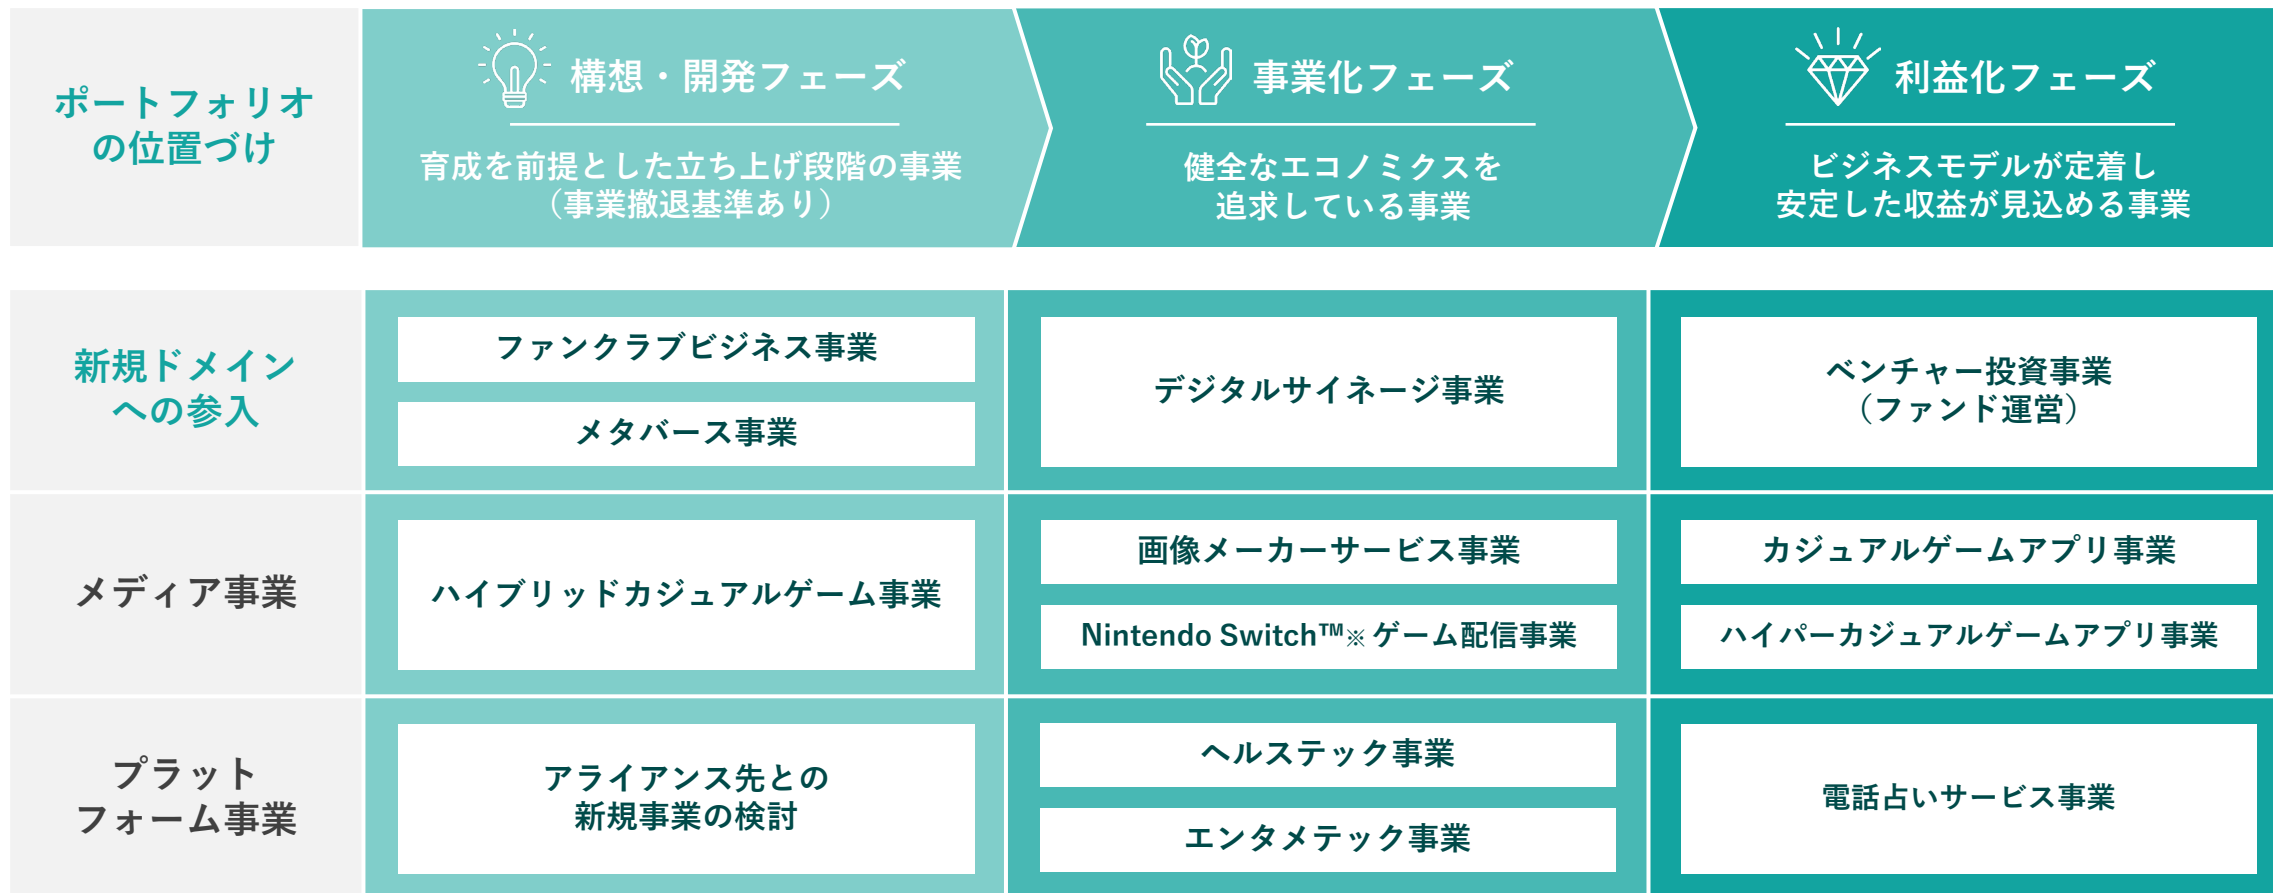 ポートフォリオ
の位置づけ
構想・開発フェーズ
育成を前提とした立ち上げ段階の事業
（事業撤退基準あり）
事業化フェーズ
健全なエコノミクスを
追求している事業
利益化フェーズ
ビジネスモデルが定着し
安定した収益が見込める事業
新規ドメイン
への参入
ファンクラブビジネス事業
メタバース事業
デジタルサイネージ事業
ベンチャー投資事業
（ファンド運営）
メディア事業
ハイブリッドカジュアルゲーム事業
画像メーカーサービス事業
Nintendo Switch™※ ゲーム配信事業
カジュアルゲームアプリ事業
ハイパーカジュアルゲームアプリ事業
プラット
フォーム事業
アライアンス先との
新規事業の検討
ヘルステック事業
エンタメテック事業
電話占いサービス事業